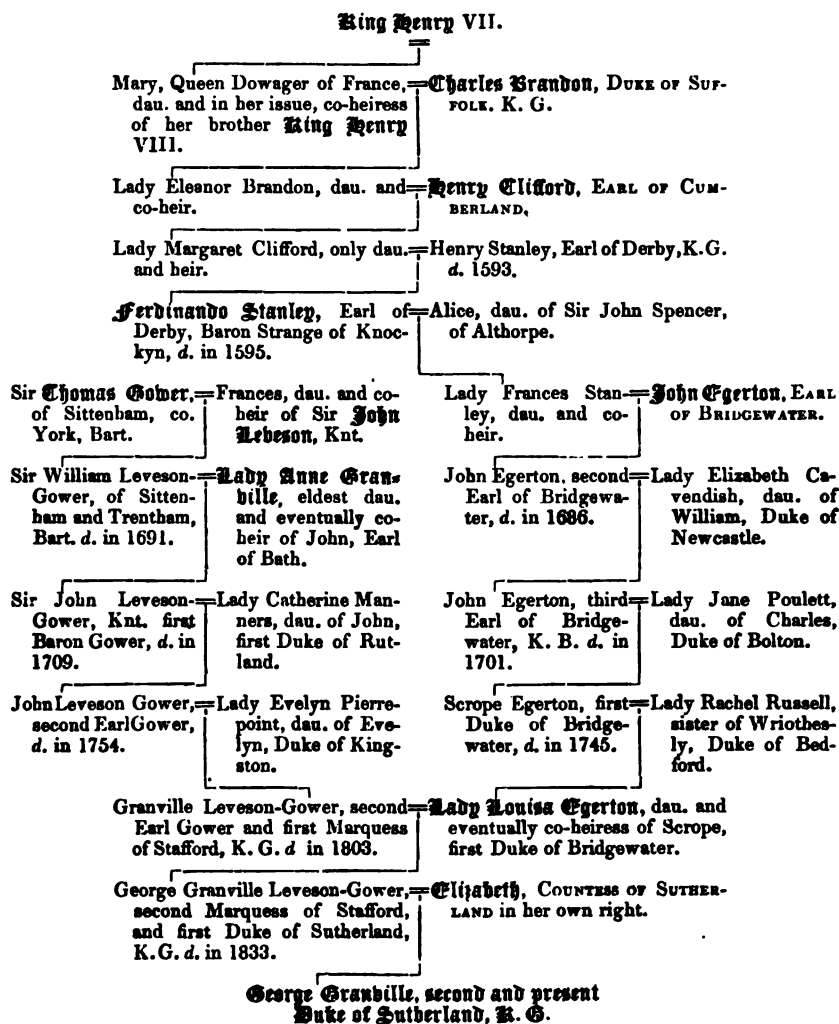 King Henry VII.
Mary, Queen Dowager of France,
dau. and in her issue, co-heiress
of her brother King Henry
VIII.
Charles Brandon, DUKE OF SUF-
FOLK. K. G.
Lady Eleanor Brandon, dau. and
co-heir.
Henry Clifford, EARL OF CUM-
BERLAND,
Lady Margaret Clifford, only dau.
and heir.
Henry Stanley, Earl of Derby, K.G.
d. 1593.
Ferdinando Stanley, Earl of
Derby, Baron Strange of Knoc-
kyn, d. in 1595.
Alice, dau. of Sir John Spencer,
of Althorpe.
Sir Thomas Gower,
of Sittenham, co.
York, Bart.
Frances, dau. and co-
heir of Sir John
Leveson, Knt.
Lady Frances Stan-
ley, dau. and co-
heir.
John Egerton, EARL
OF BRIDGEWATER.
Sir William Leveson-
Gower, of Sitten-
ham and Trentham,
Bart. d. in 1691.
Lady Anne Gran-
ville, eldest dau.
and eventually co-
heir of John, Earl
of Bath.
John Egerton, second
Earl of Bridgewa-
ter, d. in 1686.
Lady Elizabeth Ca-
vendish, dau. of
William, Duke of
Newcastle.
Sir John Leveson-
Gower, Knt. first
Baron Gower, d. in
1709.
Lady Catherine Man-
ners, dau. of John,
first Duke of Rut-
land.
John Egerton, third
Earl of Bridge-
water, K. B. d. in
1701.
Lady Jane Poulett,
dau. of Charles,
Duke of Bolton.
John Leveson Gower,
second Earl Gower,
d. in 1754.
Lady Evelyn Pierre-
point, dau. of Eve-
lyn, Duke of King-
ston.
Scrope Egerton, first
Duke of Bridge-
water, d. in 1745.
Lady Rachel Russell,
sister of Wriothes-
ly, Duke of Bed-
ford.
Granville Leveson-Gower, second
Earl Gower and first Marquess
of Stafford, K. G. d in 1803.
Lady Louisa Egerton, dau. and
eventually co-heiress of Scrope,
first Duke of Bridgewater.
George Granville Leveson-Gower,
second Marquess of Stafford,
and first Duke of Sutherland,
K.G. d. in 1833.
Elizabeth, COUNTESS OF SUTHER-
LAND in her own right.
George Granville, second and present
Duke of Sutherland, K. G.